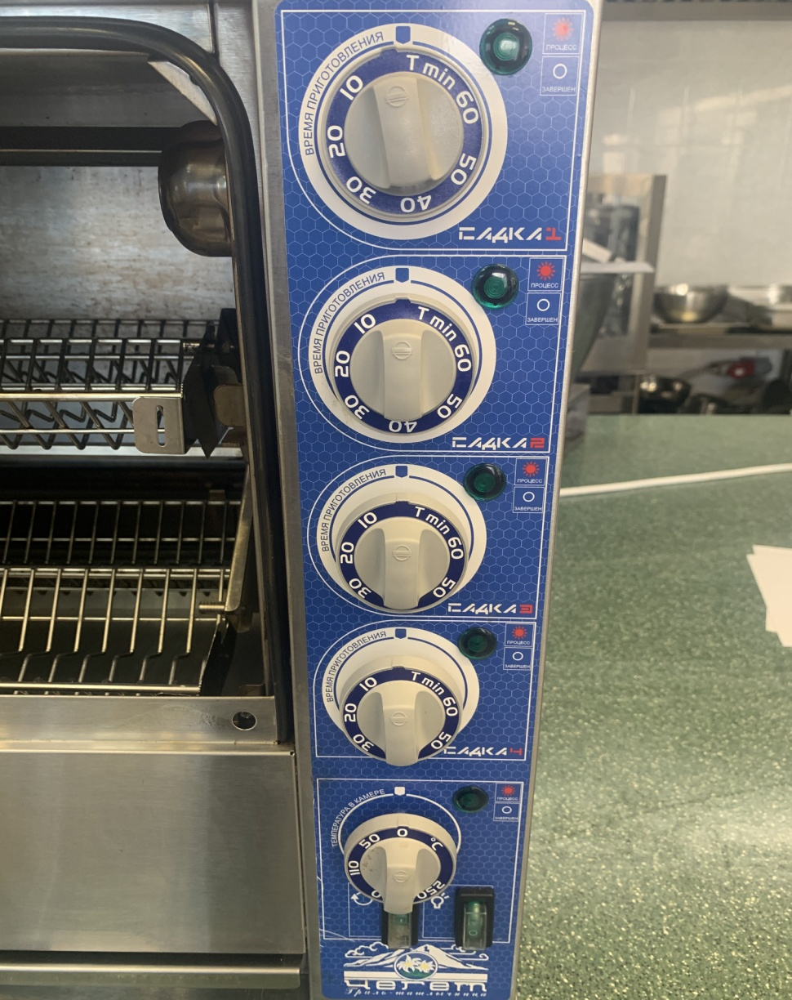 ВРЕМЯ ПРИГОТОВЛЕНИЯ
T min 60 50 40 30 20 10
ПРОЦЕСС
ЗАВЕРШЕН
САДКА 1
ВРЕМЯ ПРИГОТОВЛЕНИЯ
T min 60 50 40 30 20 10
ПРОЦЕСС
ЗАВЕРШЕН
САДКА 2
ВРЕМЯ ПРИГОТОВЛЕНИЯ
T min 60 50 30 20 10
ПРОЦЕСС
ЗАВЕРШЕН
САДКА 3
ВРЕМЯ ПРИГОТОВЛЕНИЯ
T min 60 50 30 20 10
ПРОЦЕСС
ЗАВЕРШЕН
САДКА 4
ТЕМПЕРАТУРА В КАМЕРЕ
0 °C 250 110 50
ПРОЦЕСС
ЗАВЕРШЕН
Чегет
Гриль-шашлычница